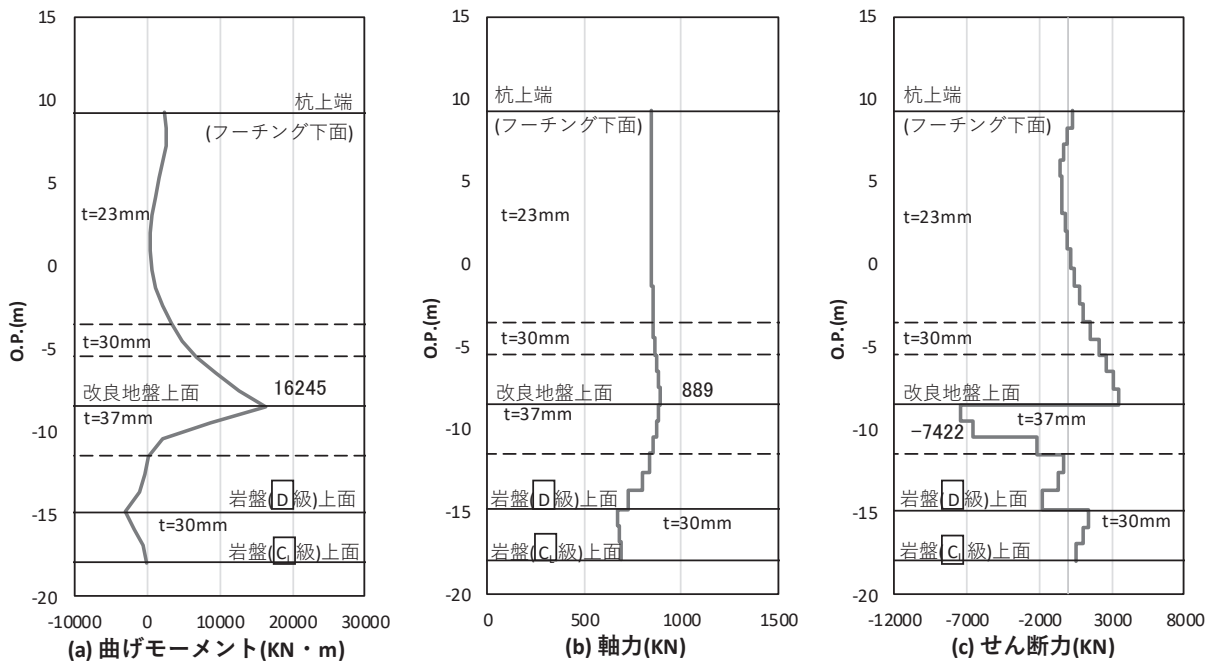 15
10
5
0
-5
-10
-15
-20
O.P.(m)
杭上端
(フーチング下面)
t=23mm
t=30mm
改良地盤上面
16245
t=37mm
岩盤(D級)上面
t=30mm
岩盤(CL級)上面
-10000 0 10000 20000 30000
(a) 曲げモーメント(KN・m)
15
10
5
0
-5
-10
-15
-20
O.P.(m)
杭上端
(フーチング下面)
t=23mm
t=30mm
改良地盤上面
889
t=37mm
岩盤(D級)上面
t=30mm
岩盤(CL級)上面
0 500 1000 1500
(b) 軸力(KN)
15
10
5
0
-5
-10
-15
-20
O.P.(m)
杭上端
(フーチング下面)
t=23mm
t=30mm
改良地盤上面
t=37mm
−7422
岩盤(D級)上面
t=30mm
岩盤(CL級)上面
-12000 -7000 -2000 3000 8000
(c) せん断力(KN)